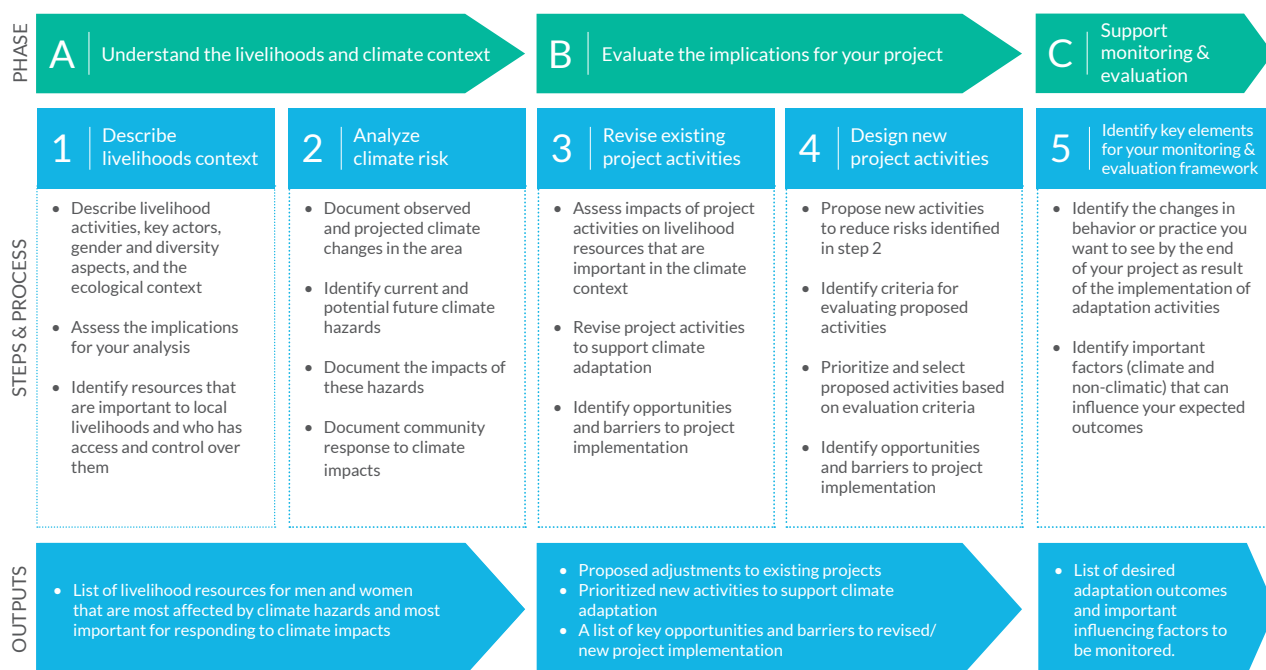 PHASE
A
Understand the livelihoods and climate context
B
Evaluate the implications for your project
C
Support
monitoring &
evaluation
STEPS & PROCESS
1
Describe
livelihoods context
• Describe livelihood
activities, key actors,
gender and diversity
aspects, and the
ecological context
• Assess the implications
for your analysis
• Identify resources that
are important to local
livelihoods and who has
access and control over
them
2
Analyze
climate risk
• Document observed
and projected climate
changes in the area
• Identify current and
potential future climate
hazards
• Document the impacts of
these hazards
• Document community
response to climate
impacts
3
Revise existing
project activities
• Assess impacts of project
activities on livelihood
resources that are
important in the climate
context
• Revise project activities
to support climate
adaptation
• Identify opportunities
and barriers to project
implementation
4
Design new
project activities
• Propose new activities
to reduce risks identified
in step 2
• Identify criteria for
evaluating proposed
activities
• Prioritize and select
proposed activities based
on evaluation criteria
• Identify opportunities
and barriers to project
implementation
5
Identify key elements
for your monitoring &
evaluation framework
• Identify the changes in
behavior or practice you
want to see by the end
of your project as result
of the implementation of
adaptation activities
• Identify important
factors (climate and
non-climatic) that can
influence your expected
outcomes
OUTPUTS
• List of livelihood resources for men and women
that are most affected by climate hazards and most
important for responding to climate impacts
• Proposed adjustments to existing projects
• Prioritized new activities to support climate
adaptation
• A list of key opportunities and barriers to revised/
new project implementation
• List of desired
adaptation outcomes
and important
influencing factors to
be monitored.